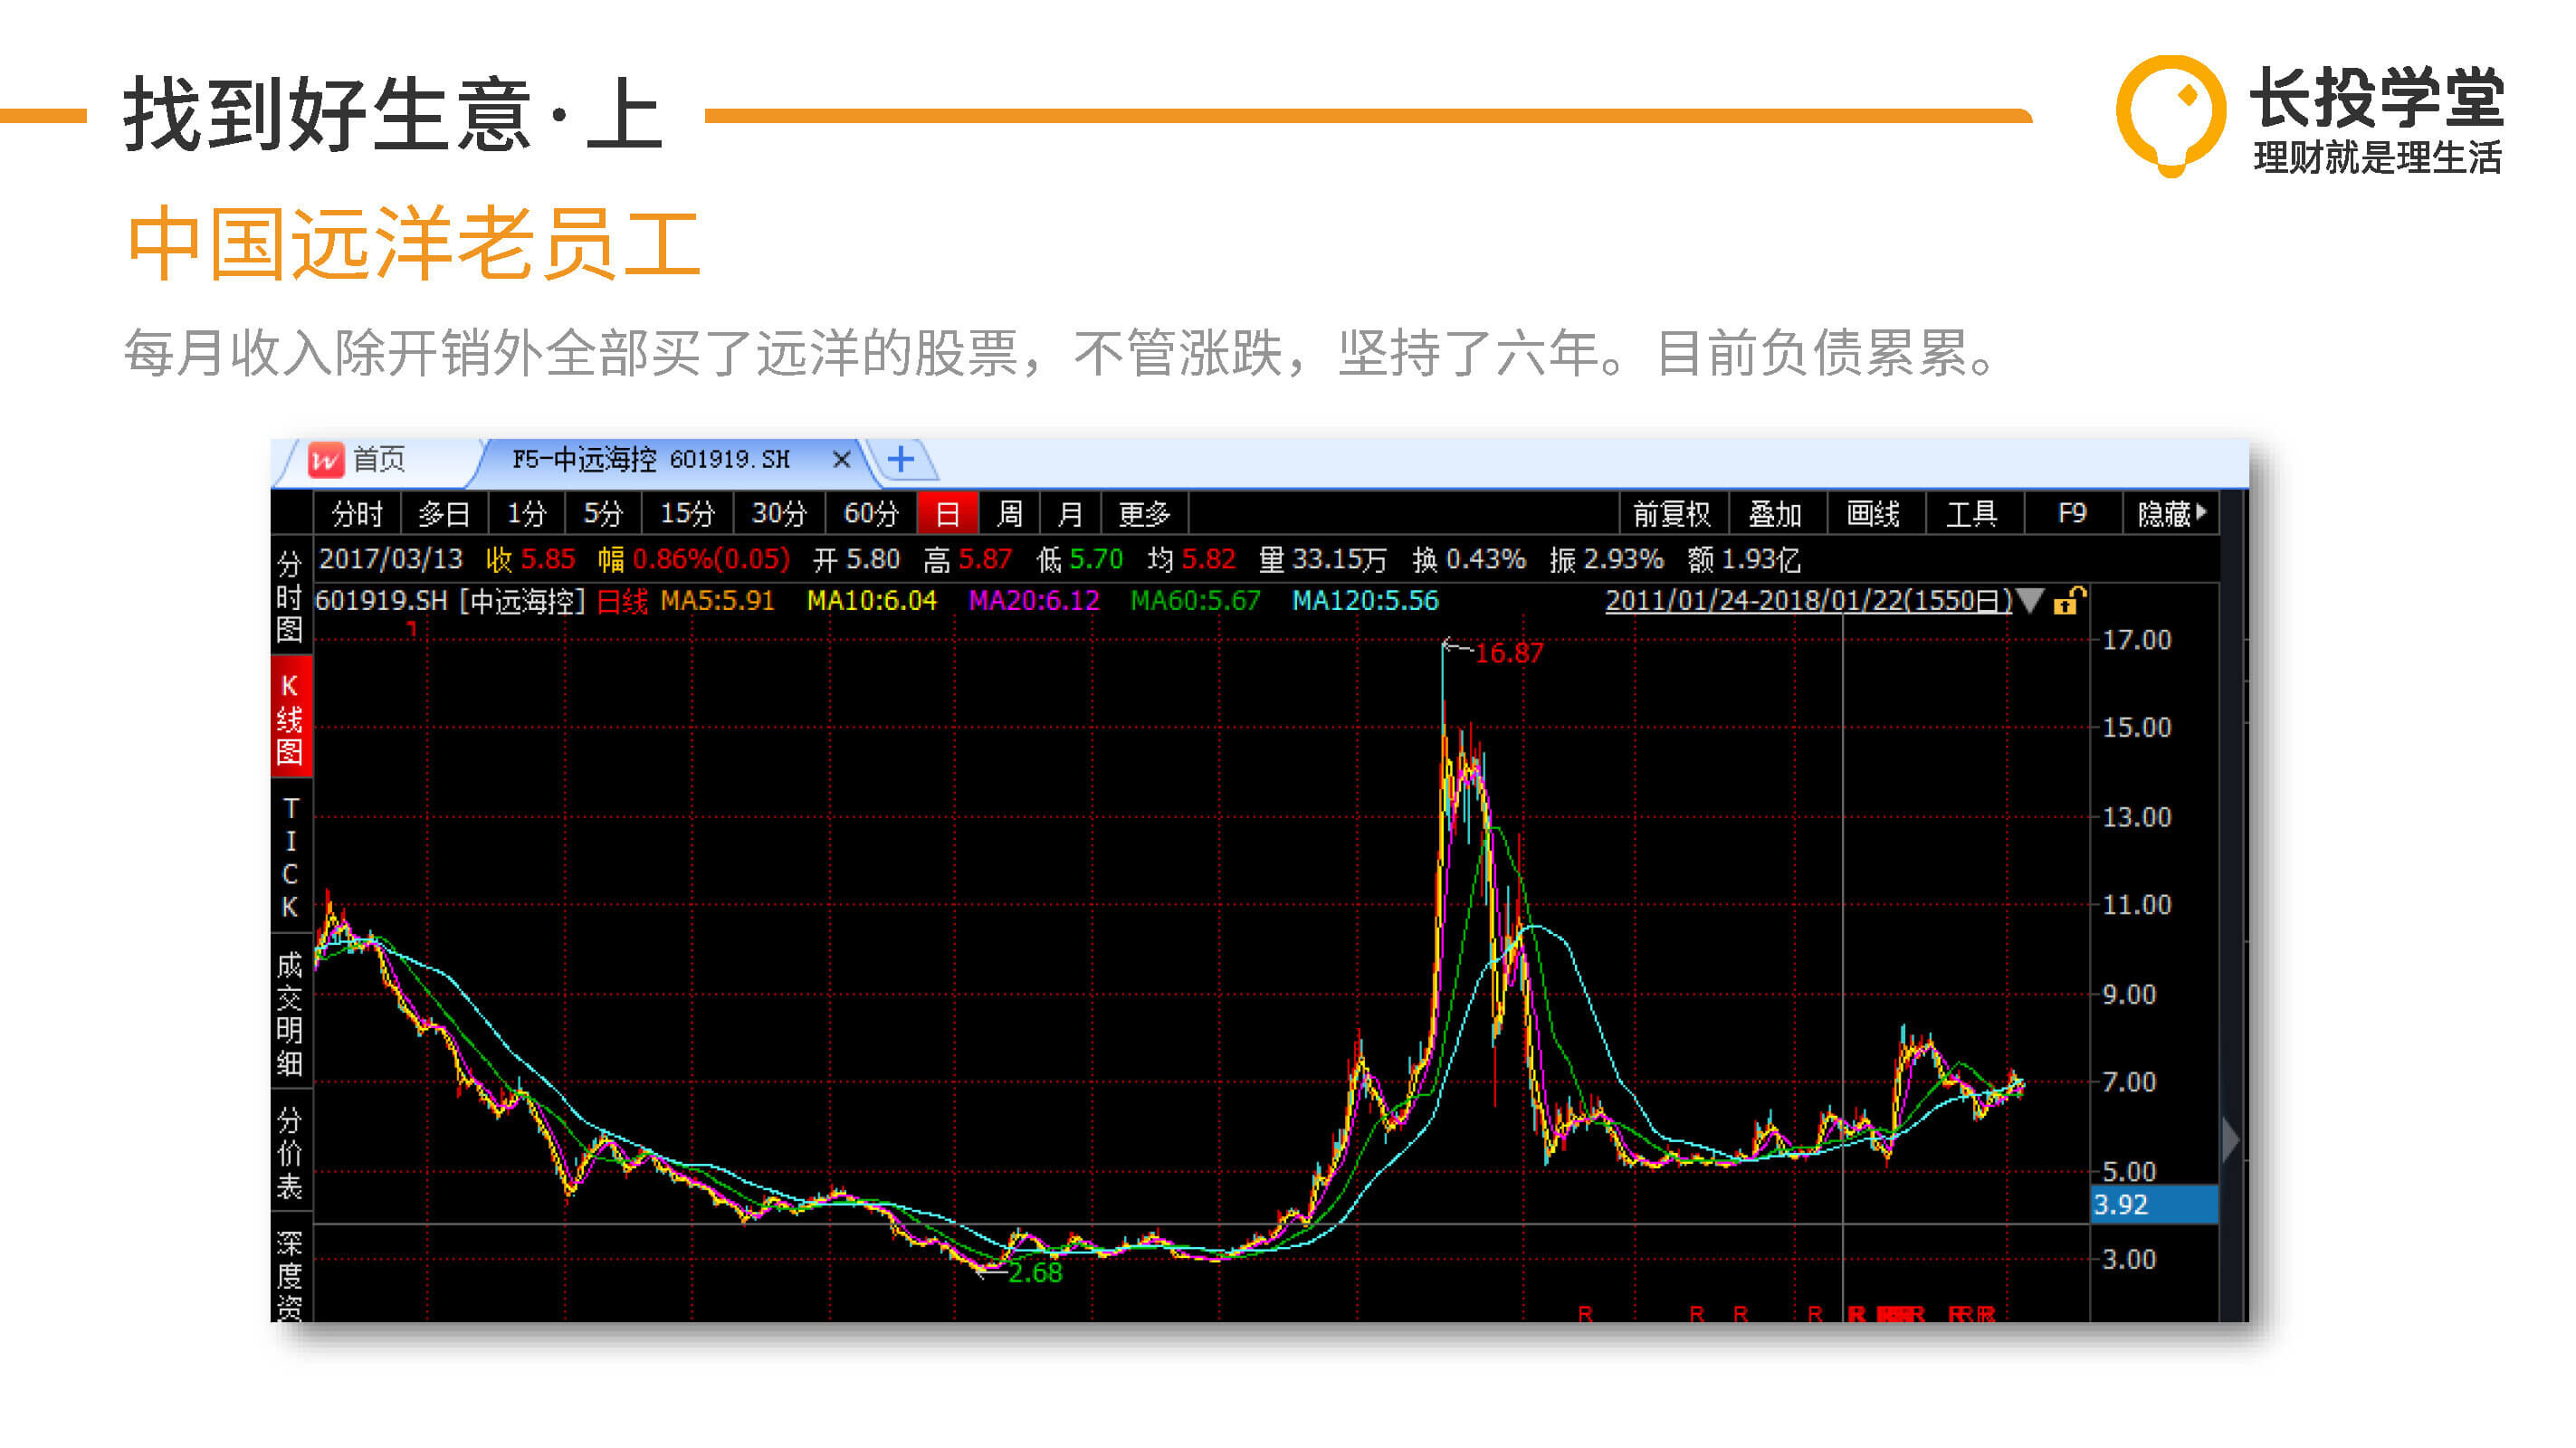 找到好生意·上
长投学堂
理财就是理生活
中国远洋老员工
每月收入除开销外全部买了远洋的股票，不管涨跌，坚持了六年。目前负债累累。
首页 F5-中远海控 601919.SH × +
分时 多日 1分 5分 15分 30分 60分 日 周 月 更多 前复权 叠加 画线 工具 F9 隐藏
2017/03/13 收 5.85 幅 0.86%(0.05) 开 5.80 高 5.87 低 5.70 均 5.82 量 33.15万 换 0.43% 振 2.93% 额 1.93亿
601919.SH [中远海控] 日线 MA5:5.91 MA10:6.04 MA20:6.12 MA60:5.67 MA120:5.56 2011/01/24-2018/01/22(1550日)
分时图
K线图
TICK
成交明细
分价表
深度资
16.87
2.68
17.00
15.00
13.00
11.00
9.00
7.00
5.00
3.92
3.00
R R R R R